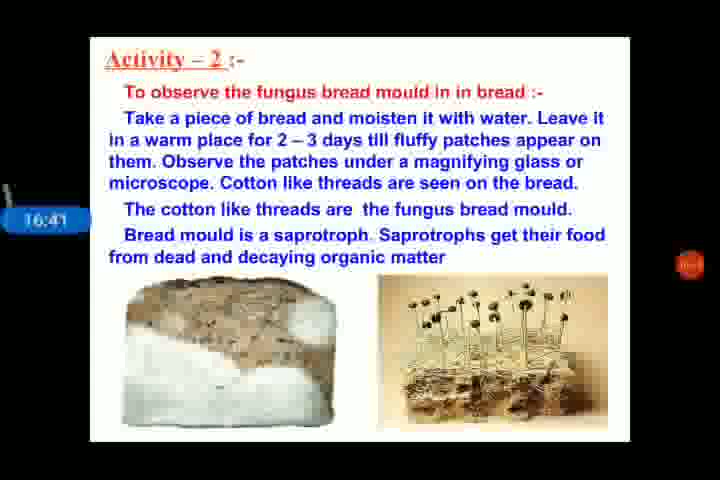 Activity – 2 :-
To observe the fungus bread mould in in bread :-
Take a piece of bread and moisten it with water. Leave it
in a warm place for 2 – 3 days till fluffy patches appear on
them. Observe the patches under a magnifying glass or
microscope. Cotton like threads are seen on the bread.
The cotton like threads are the fungus bread mould.
Bread mould is a saprotroph. Saprotrophs get their food
from dead and decaying organic matter
16:41